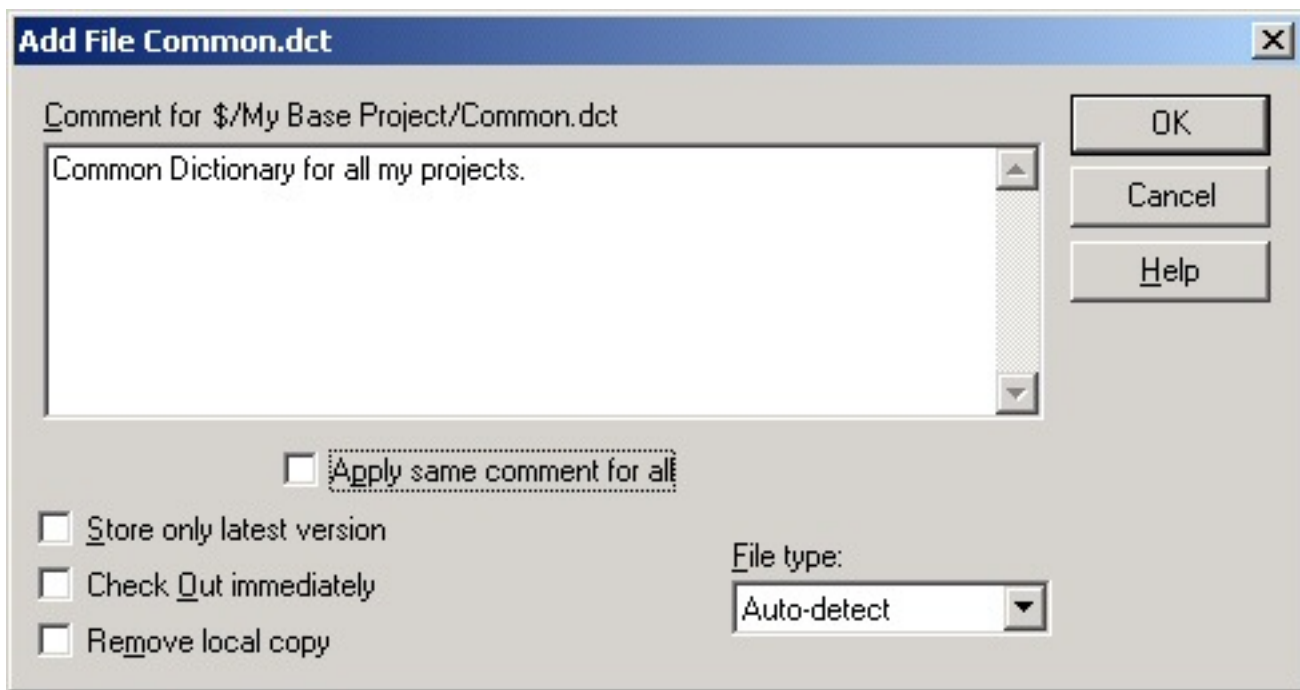 Add File Common.dct
Comment for $/My Base Project/Common.dct
Common Dictionary for all my projects.
OK
Cancel
Help
Apply same comment for all
Store only latest version
Check Out immediately
Remove local copy
File type:
Auto-detect